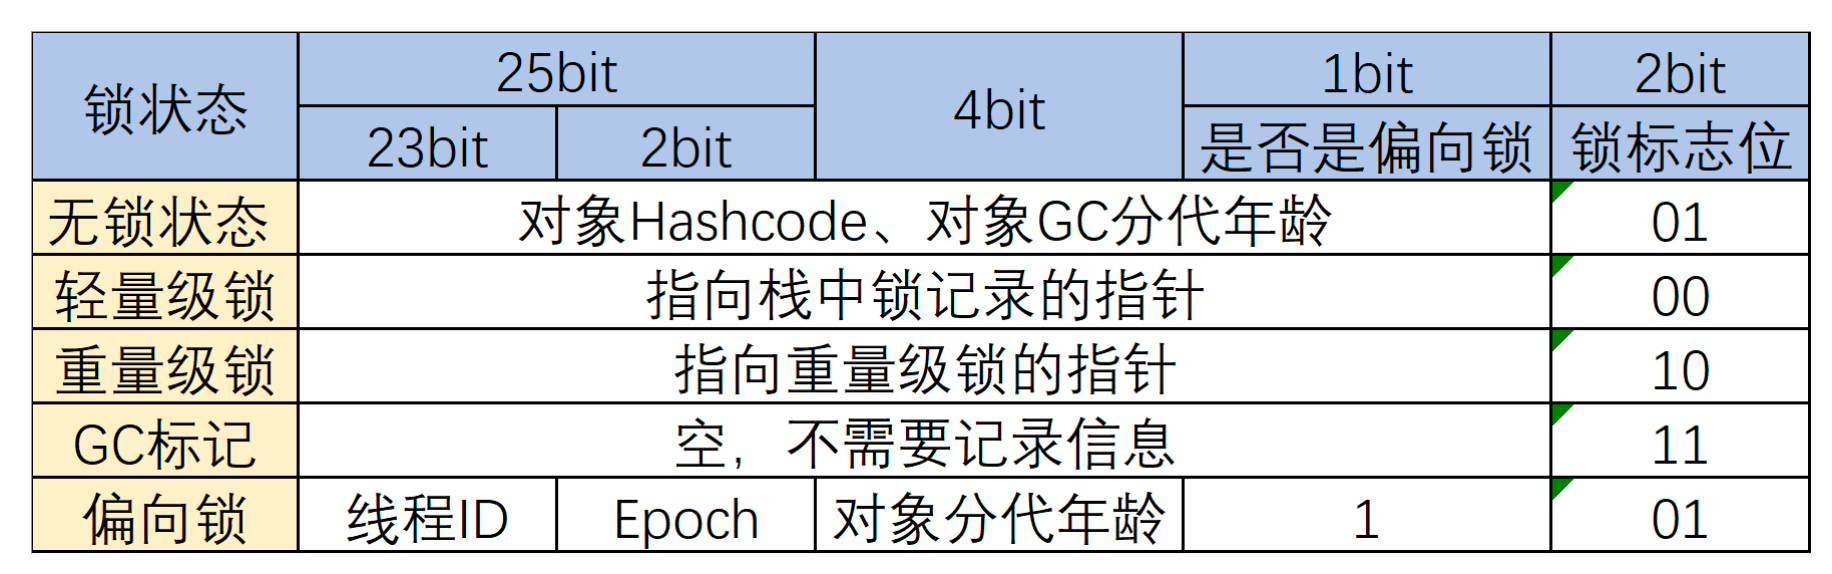 锁状态 25bit 4bit 1bit 2bit
23bit 2bit 是否是偏向锁 锁标志位
无锁状态 对象Hashcode、对象GC分代年龄 01
轻量级锁 指向栈中锁记录的指针 00
重量级锁 指向重量级锁的指针 10
GC标记 空，不需要记录信息 11
偏向锁 线程ID Epoch 对象分代年龄 1 01